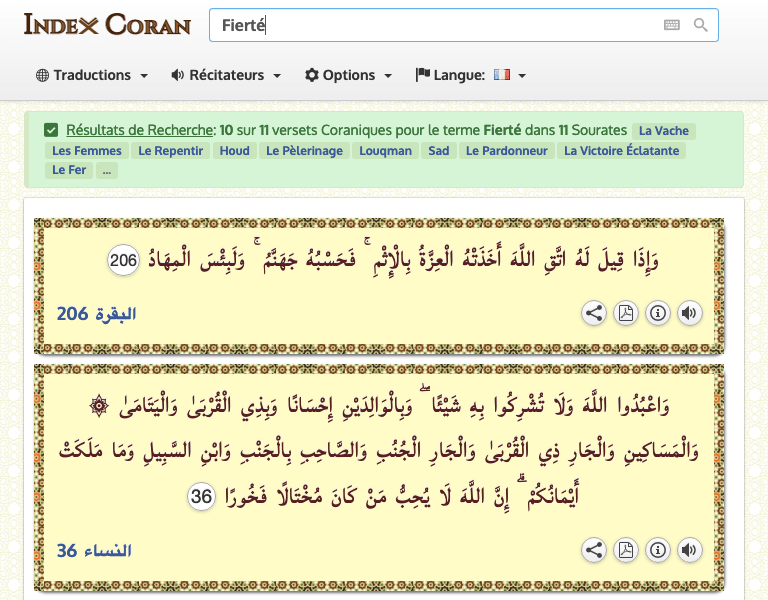 INDEX CORAN
Fierté
Traductions
Récitateurs
Options
Langue:
Résultats de Recherche: 10 sur 11 versets Coraniques pour le terme Fierté dans 11 Sourates La Vache
Les Femmes Le Repentir Houd Le Pèlerinage Louqman Sad Le Pardonneur La Victoire Éclatante
Le Fer ...
وَإِذَا قِيلَ لَهُ اتَّقِ اللَّهَ أَخَذَتْهُ الْعِزَّةُ بِالْإِثْمِ ۚ فَحَسْبُهُ جَهَنَّمُ ۚ وَلَبِئْسَ الْمِهَادُ 206
البقرة 206
وَاعْبُدُوا اللَّهَ وَلَا تُشْرِكُوا بِهِ شَيْئًا ۖ وَبِالْوَالِدَيْنِ إِحْسَانًا وَبِذِي الْقُرْبَىٰ وَالْيَتَامَىٰ ۞
وَالْمَسَاكِينِ وَالْجَارِ ذِي الْقُرْبَىٰ وَالْجَارِ الْجُنُبِ وَالصَّاحِبِ بِالْجَنْبِ وَابْنِ السَّبِيلِ وَمَا مَلَكَتْ
أَيْمَانُكُمْ ۗ إِنَّ اللَّهَ لَا يُحِبُّ مَنْ كَانَ مُخْتَالًا فَخُورًا 36
النساء 36